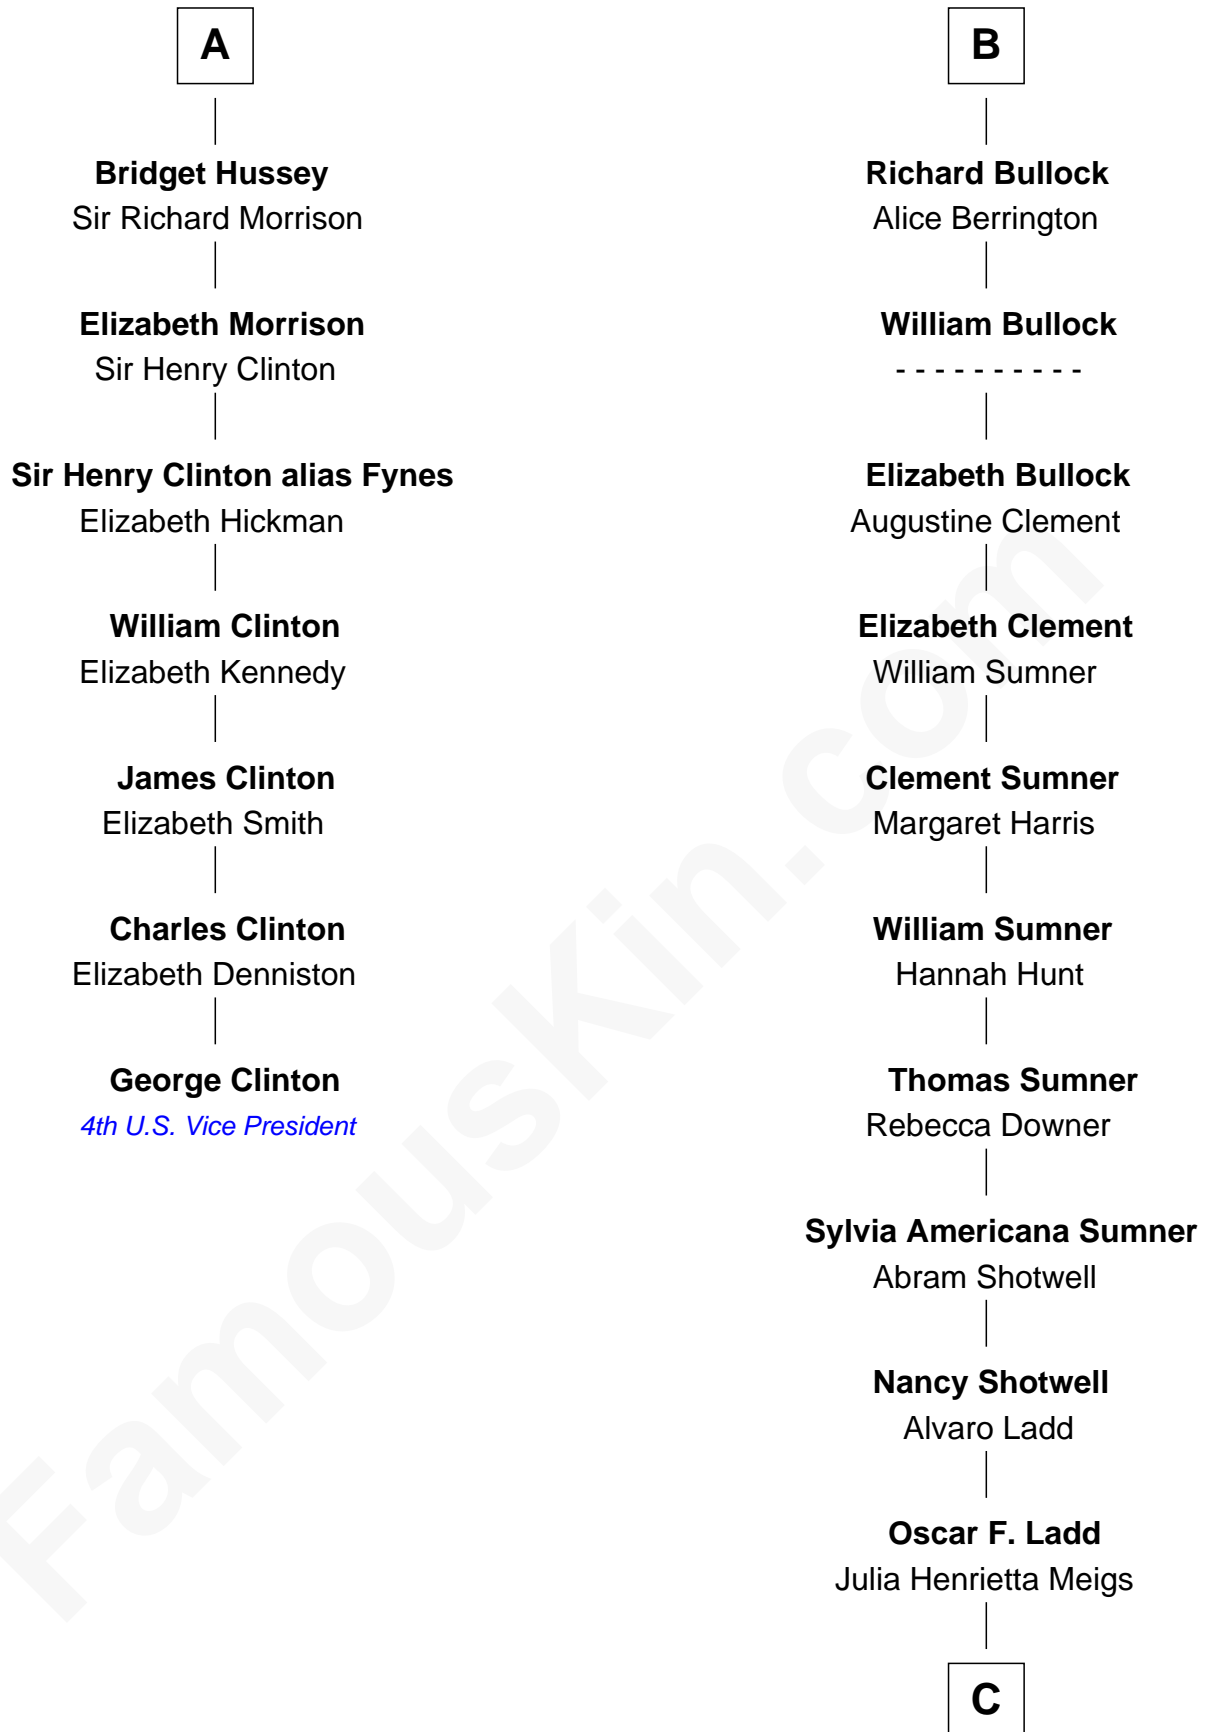 A
Bridget Hussey
Sir Richard Morrison
Elizabeth Morrison
Sir Henry Clinton
Sir Henry Clinton alias Fynes
Elizabeth Hickman
William Clinton
Elizabeth Kennedy
James Clinton
Elizabeth Smith
Charles Clinton
Elizabeth Denniston
George Clinton
4th U.S. Vice President
B
Richard Bullock
Alice Berrington
William Bullock
- - - - - - - - - -
Elizabeth Bullock
Augustine Clement
Elizabeth Clement
William Sumner
Clement Sumner
Margaret Harris
William Sumner
Hannah Hunt
Thomas Sumner
Rebecca Downer
Sylvia Americana Sumner
Abram Shotwell
Nancy Shotwell
Alvaro Ladd
Oscar F. Ladd
Julia Henrietta Meigs
C
FamousKin.com